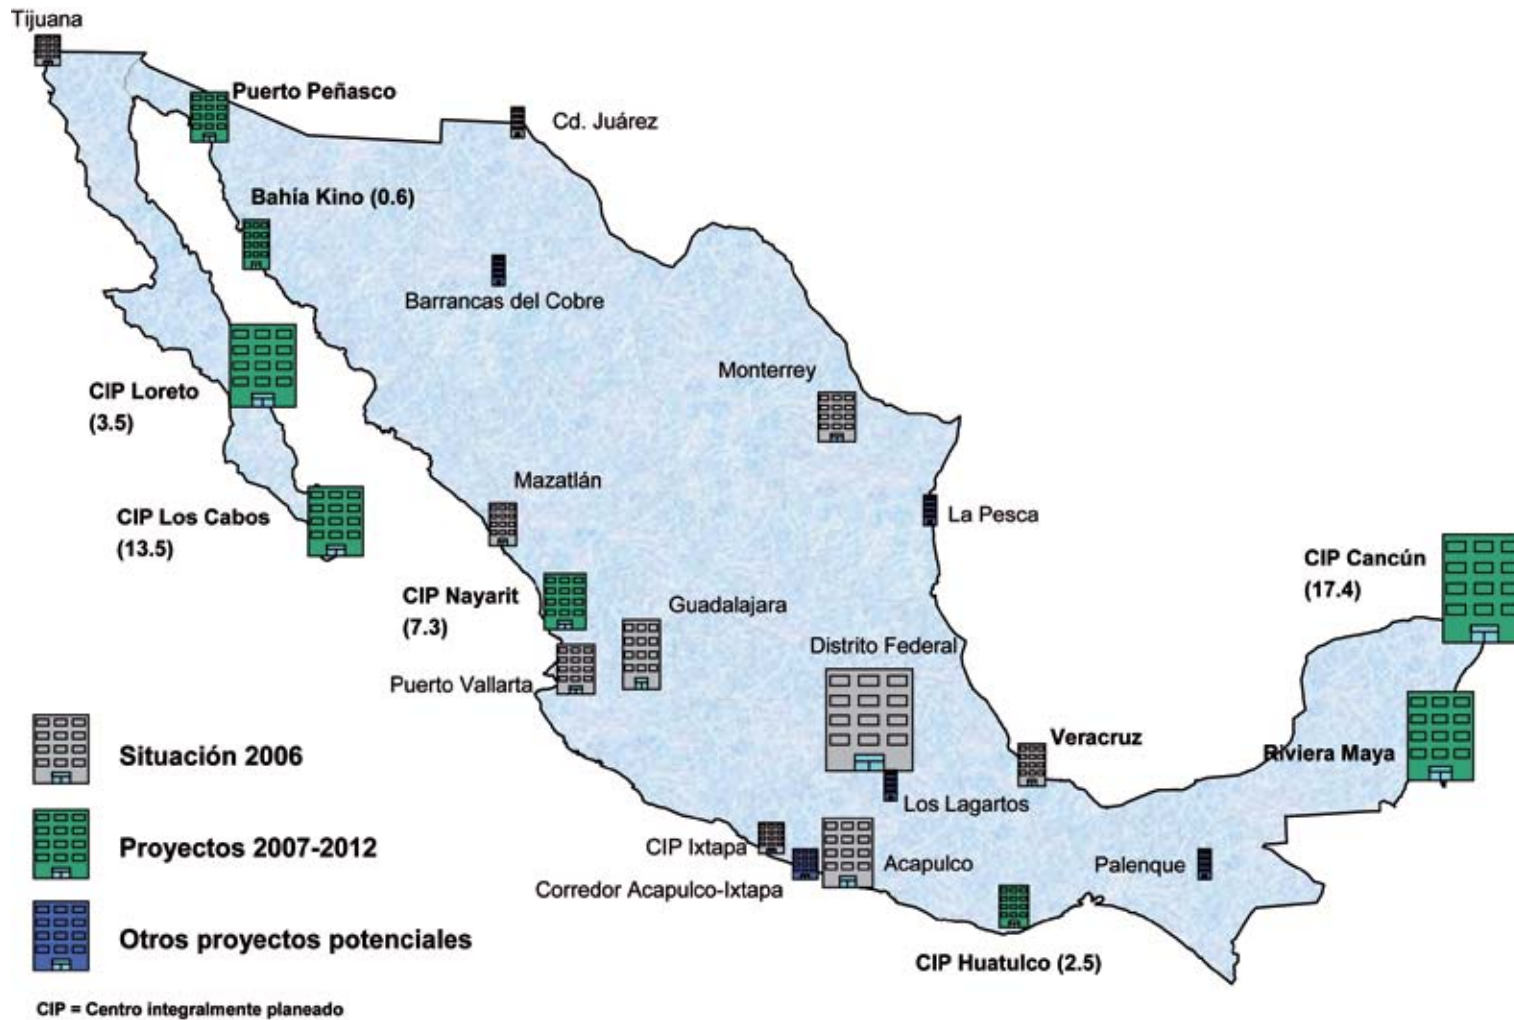 Tijuana
Puerto Peñasco
Cd. Juárez
Bahía Kino (0.6)
Barrancas del Cobre
CIP Loreto
(3.5)
Monterrey
Mazatlán
CIP Los Cabos
(13.5)
La Pesca
CIP Cancún
(17.4)
CIP Nayarit
(7.3)
Guadalajara
Distrito Federal
Puerto Vallarta
Veracruz
Riviera Maya
Situación 2006
Los Lagartos
CIP Ixtapa
Acapulco
Palenque
Corredor Acapulco-Ixtapa
Proyectos 2007-2012
Otros proyectos potenciales
CIP Huatulco (2.5)
CIP = Centro integralmente planeado